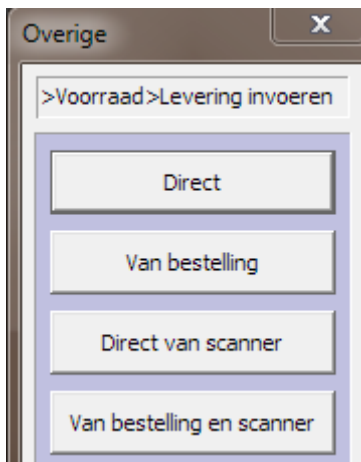 Overige
x
>Voorraad>Levering invoeren
Direct
Van bestelling
Direct van scanner
Van bestelling en scanner